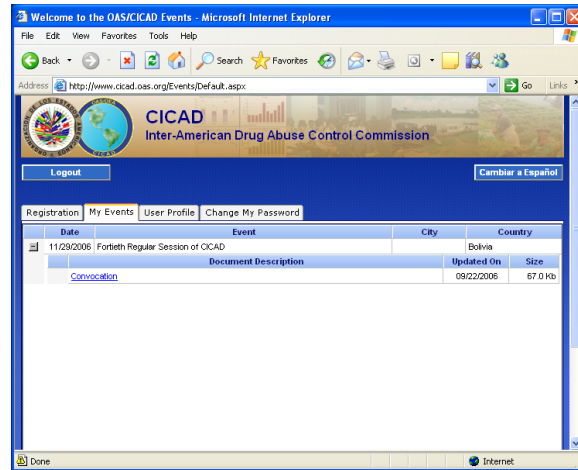 Welcome to the OAS/CICAD Events - Microsoft Internet Explorer
File Edit View Favorites Tools Help
Back Search Favorites
Address http://www.cicad.oas.org/Events/Default.aspx Go Links »
CICAD
Inter-American Drug Abuse Control Commission
Logout Cambiar a Español
Registration My Events User Profile Change My Password
Date Event City Country
11/29/2006 Fortieth Regular Session of CICAD Bolivia
Document Description Updated On Size
Convocation 09/22/2006 67.0 Kb
Done Internet